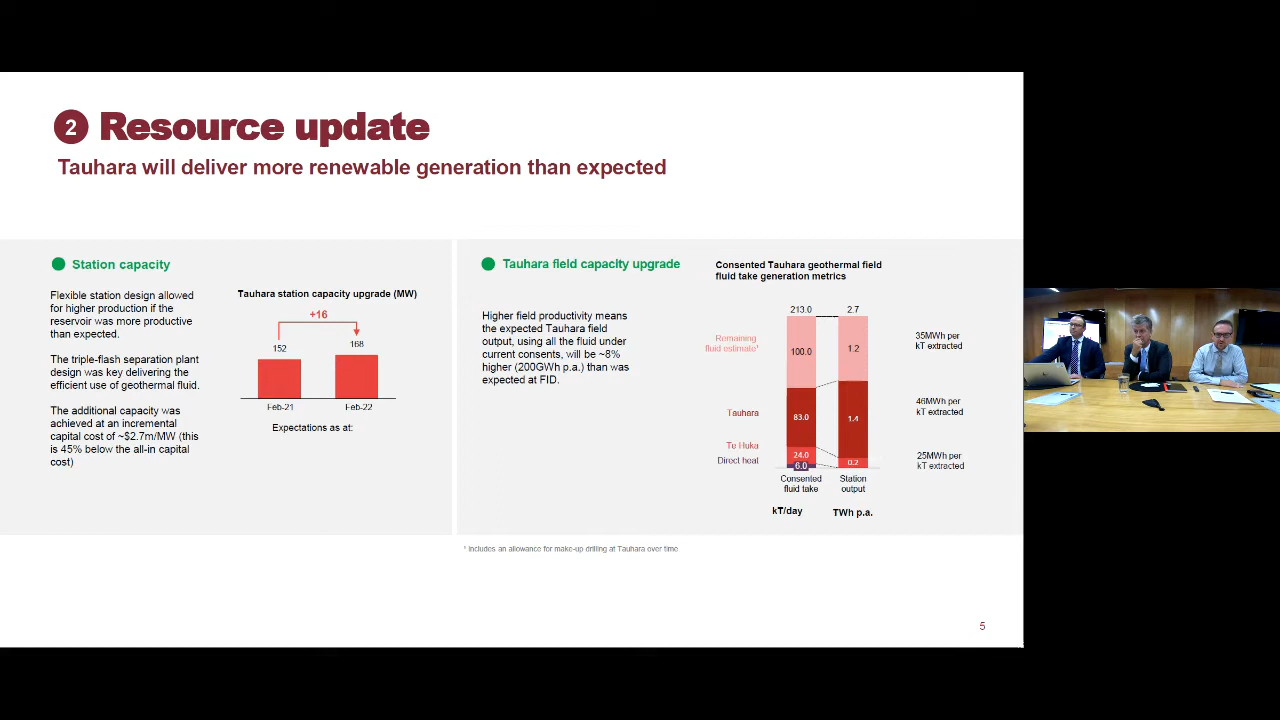 2 Resource update
Tauhara will deliver more renewable generation than expected
Station capacity
Flexible station design allowed
for higher production if the
reservoir was more productive
than expected.
The triple-flash separation plant
design was key delivering the
efficient use of geothermal fluid.
The additional capacity was
achieved at an incremental
capital cost of ~$2.7m/MW (this
is 45% below the all-in capital
cost)
Tauhara station capacity upgrade (MW)
+16
152
168
Feb-21
Feb-22
Expectations as at:
Tauhara field capacity upgrade
Higher field productivity means
the expected Tauhara field
output, using all the fluid under
current consents, will be ~8%
higher (200GWh p.a.) than was
expected at FID.
Consented Tauhara geothermal field
fluid take generation metrics
213.0
2.7
Remaining
fluid estimate¹
100.0
1.2
35MWh per
kT extracted
Tauhara
83.0
1.4
46MWh per
kT extracted
Te Huka
24.0
0.2
25MWh per
kT extracted
Direct heat
6.0
Consented
fluid take
Station
output
kT/day
TWh p.a.
¹ Includes an allowance for make-up drilling at Tauhara over time
5